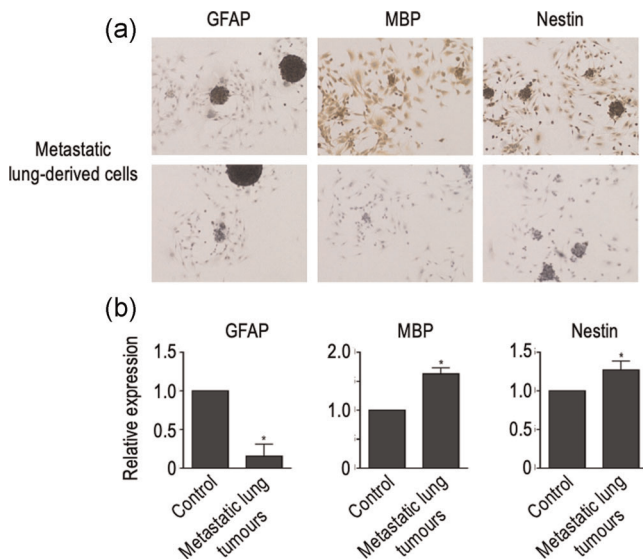 (a)
GFAP MBP Nestin
Metastatic
lung-derived cells
(b)
GFAP MBP Nestin
Relative expression
1.5 2.0 1.5
1.0 1.0 1.0
0.5 0.5
0 0 0
* * *
Control Metastatic lung tumours Control Metastatic lung tumours Control Metastatic lung tumours